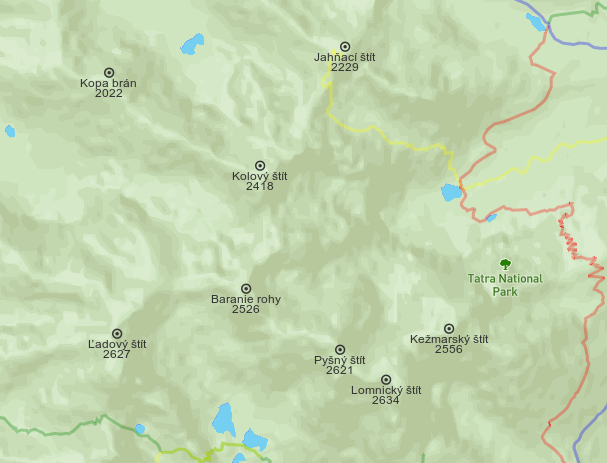 Jahňací štít
2229
Kopa brán
2022
Kolový štít
2418
Tatra National
Park
Baranie rohy
2526
Ľadový štít
2627
Kežmarský štít
2556
Pyšný štít
2621
Lomnický štít
2634